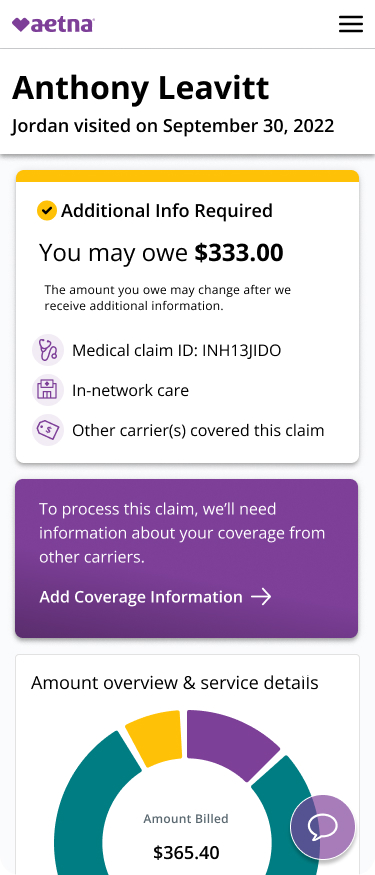 aetna
Anthony Leavitt
Jordan visited on September 30, 2022
Additional Info Required
You may owe $333.00
The amount you owe may change after we
receive additional information.
Medical claim ID: INH13JIDO
In-network care
Other carrier(s) covered this claim
To process this claim, we’ll need
information about your coverage from
other carriers.
Add Coverage Information
Amount overview & service details
Amount Billed
$365.40